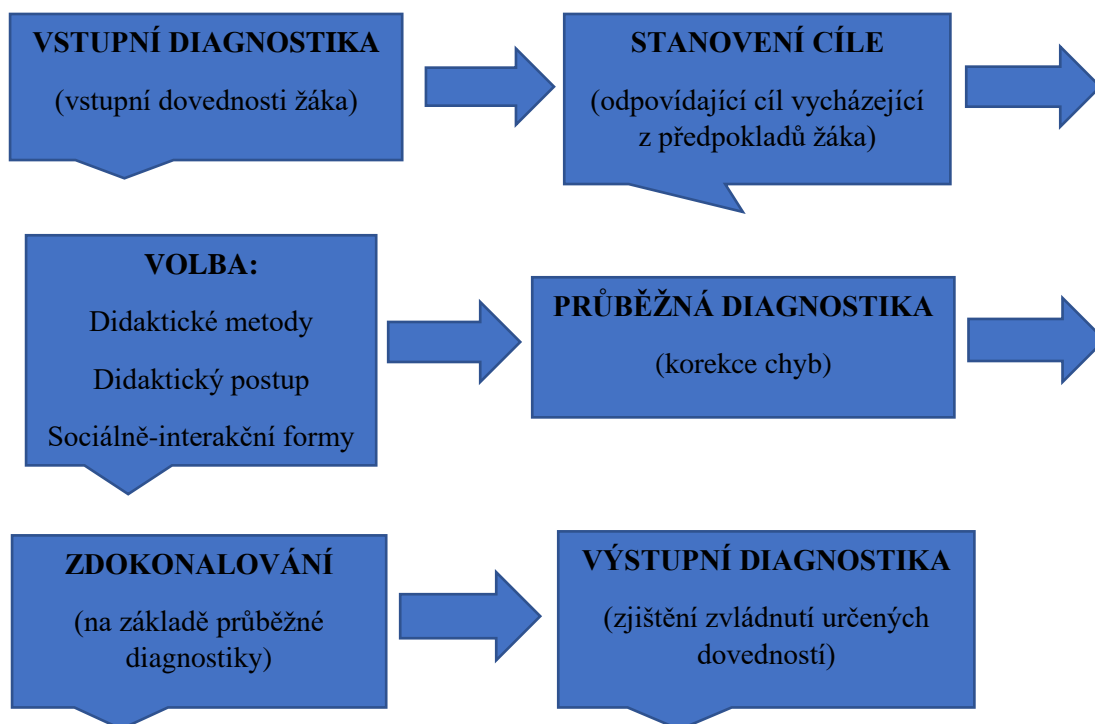 VSTUPNÍ DIAGNOSTIKA
(vstupní dovednosti žáka)
STANOVENÍ CÍLE
(odpovídající cíl vycházející
z předpokladů žáka)
VOLBA:
Didaktické metody
Didaktický postup
Sociálně-interakční formy
PRŮBĚŽNÁ DIAGNOSTIKA
(korekce chyb)
ZDOKONALOVÁNÍ
(na základě průběžné
diagnostiky)
VÝSTUPNÍ DIAGNOSTIKA
(zjištění zvládnutí určených
dovedností)